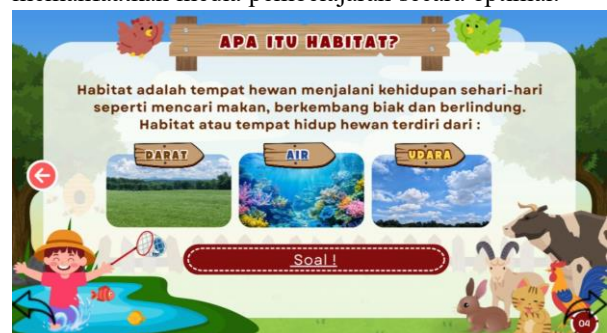 APA ITU HABITAT?
Habitat adalah tempat hewan menjalani kehidupan sehari-hari
seperti mencari makan, berkembang biak dan berlindung.
Habitat atau tempat hidup hewan terdiri dari :
DARAT
AIR
UDARA
Soal !
04